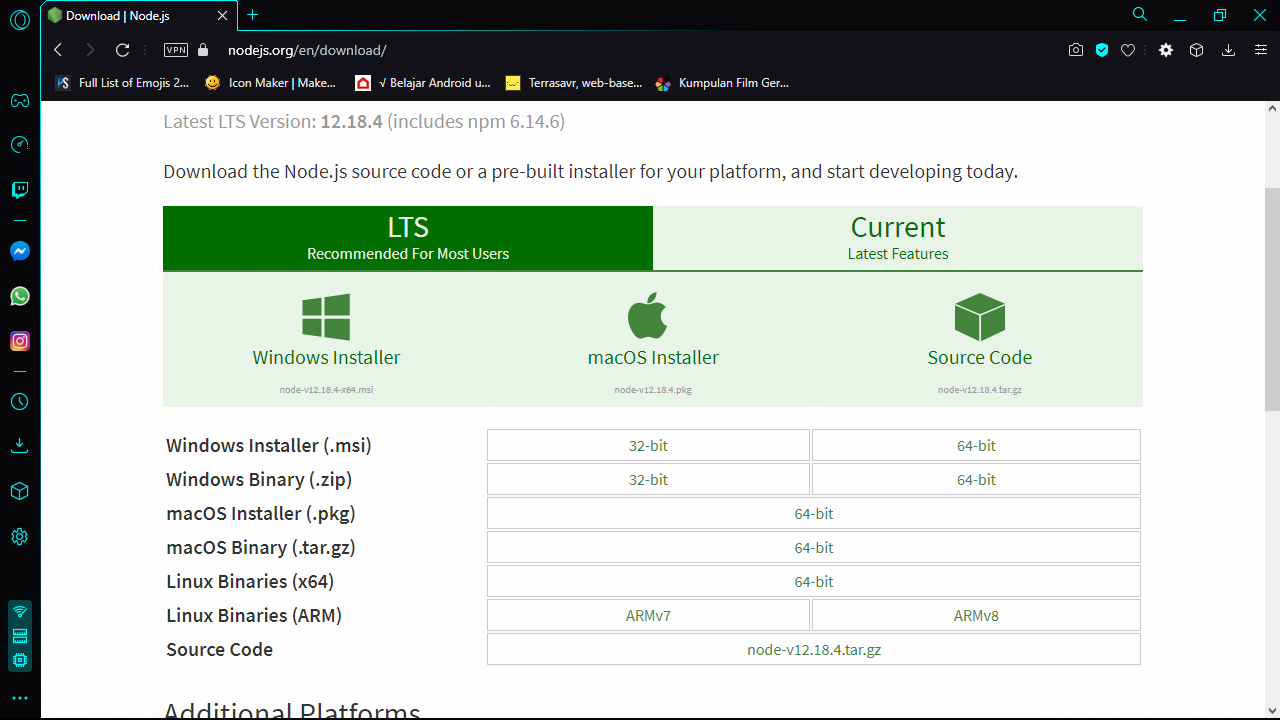 Download | Node.js
VPN
nodejs.org/en/download/
Full List of Emojis 2...
Icon Maker | Make...
√ Belajar Android u...
Terrasavr, web-base...
Kumpulan Film Ger...
Latest LTS Version: 12.18.4 (includes npm 6.14.6)
Download the Node.js source code or a pre-built installer for your platform, and start developing today.
LTS
Recommended For Most Users
Current
Latest Features
Windows Installer
node-v12.18.4-x64.msi
macOS Installer
node-v12.18.4.pkg
Source Code
node-v12.18.4.tar.gz
Windows Installer (.msi) 32-bit 64-bit
Windows Binary (.zip) 32-bit 64-bit
macOS Installer (.pkg) 64-bit
macOS Binary (.tar.gz) 64-bit
Linux Binaries (x64) 64-bit
Linux Binaries (ARM) ARMv7 ARMv8
Source Code node-v12.18.4.tar.gz
Additional Platforms